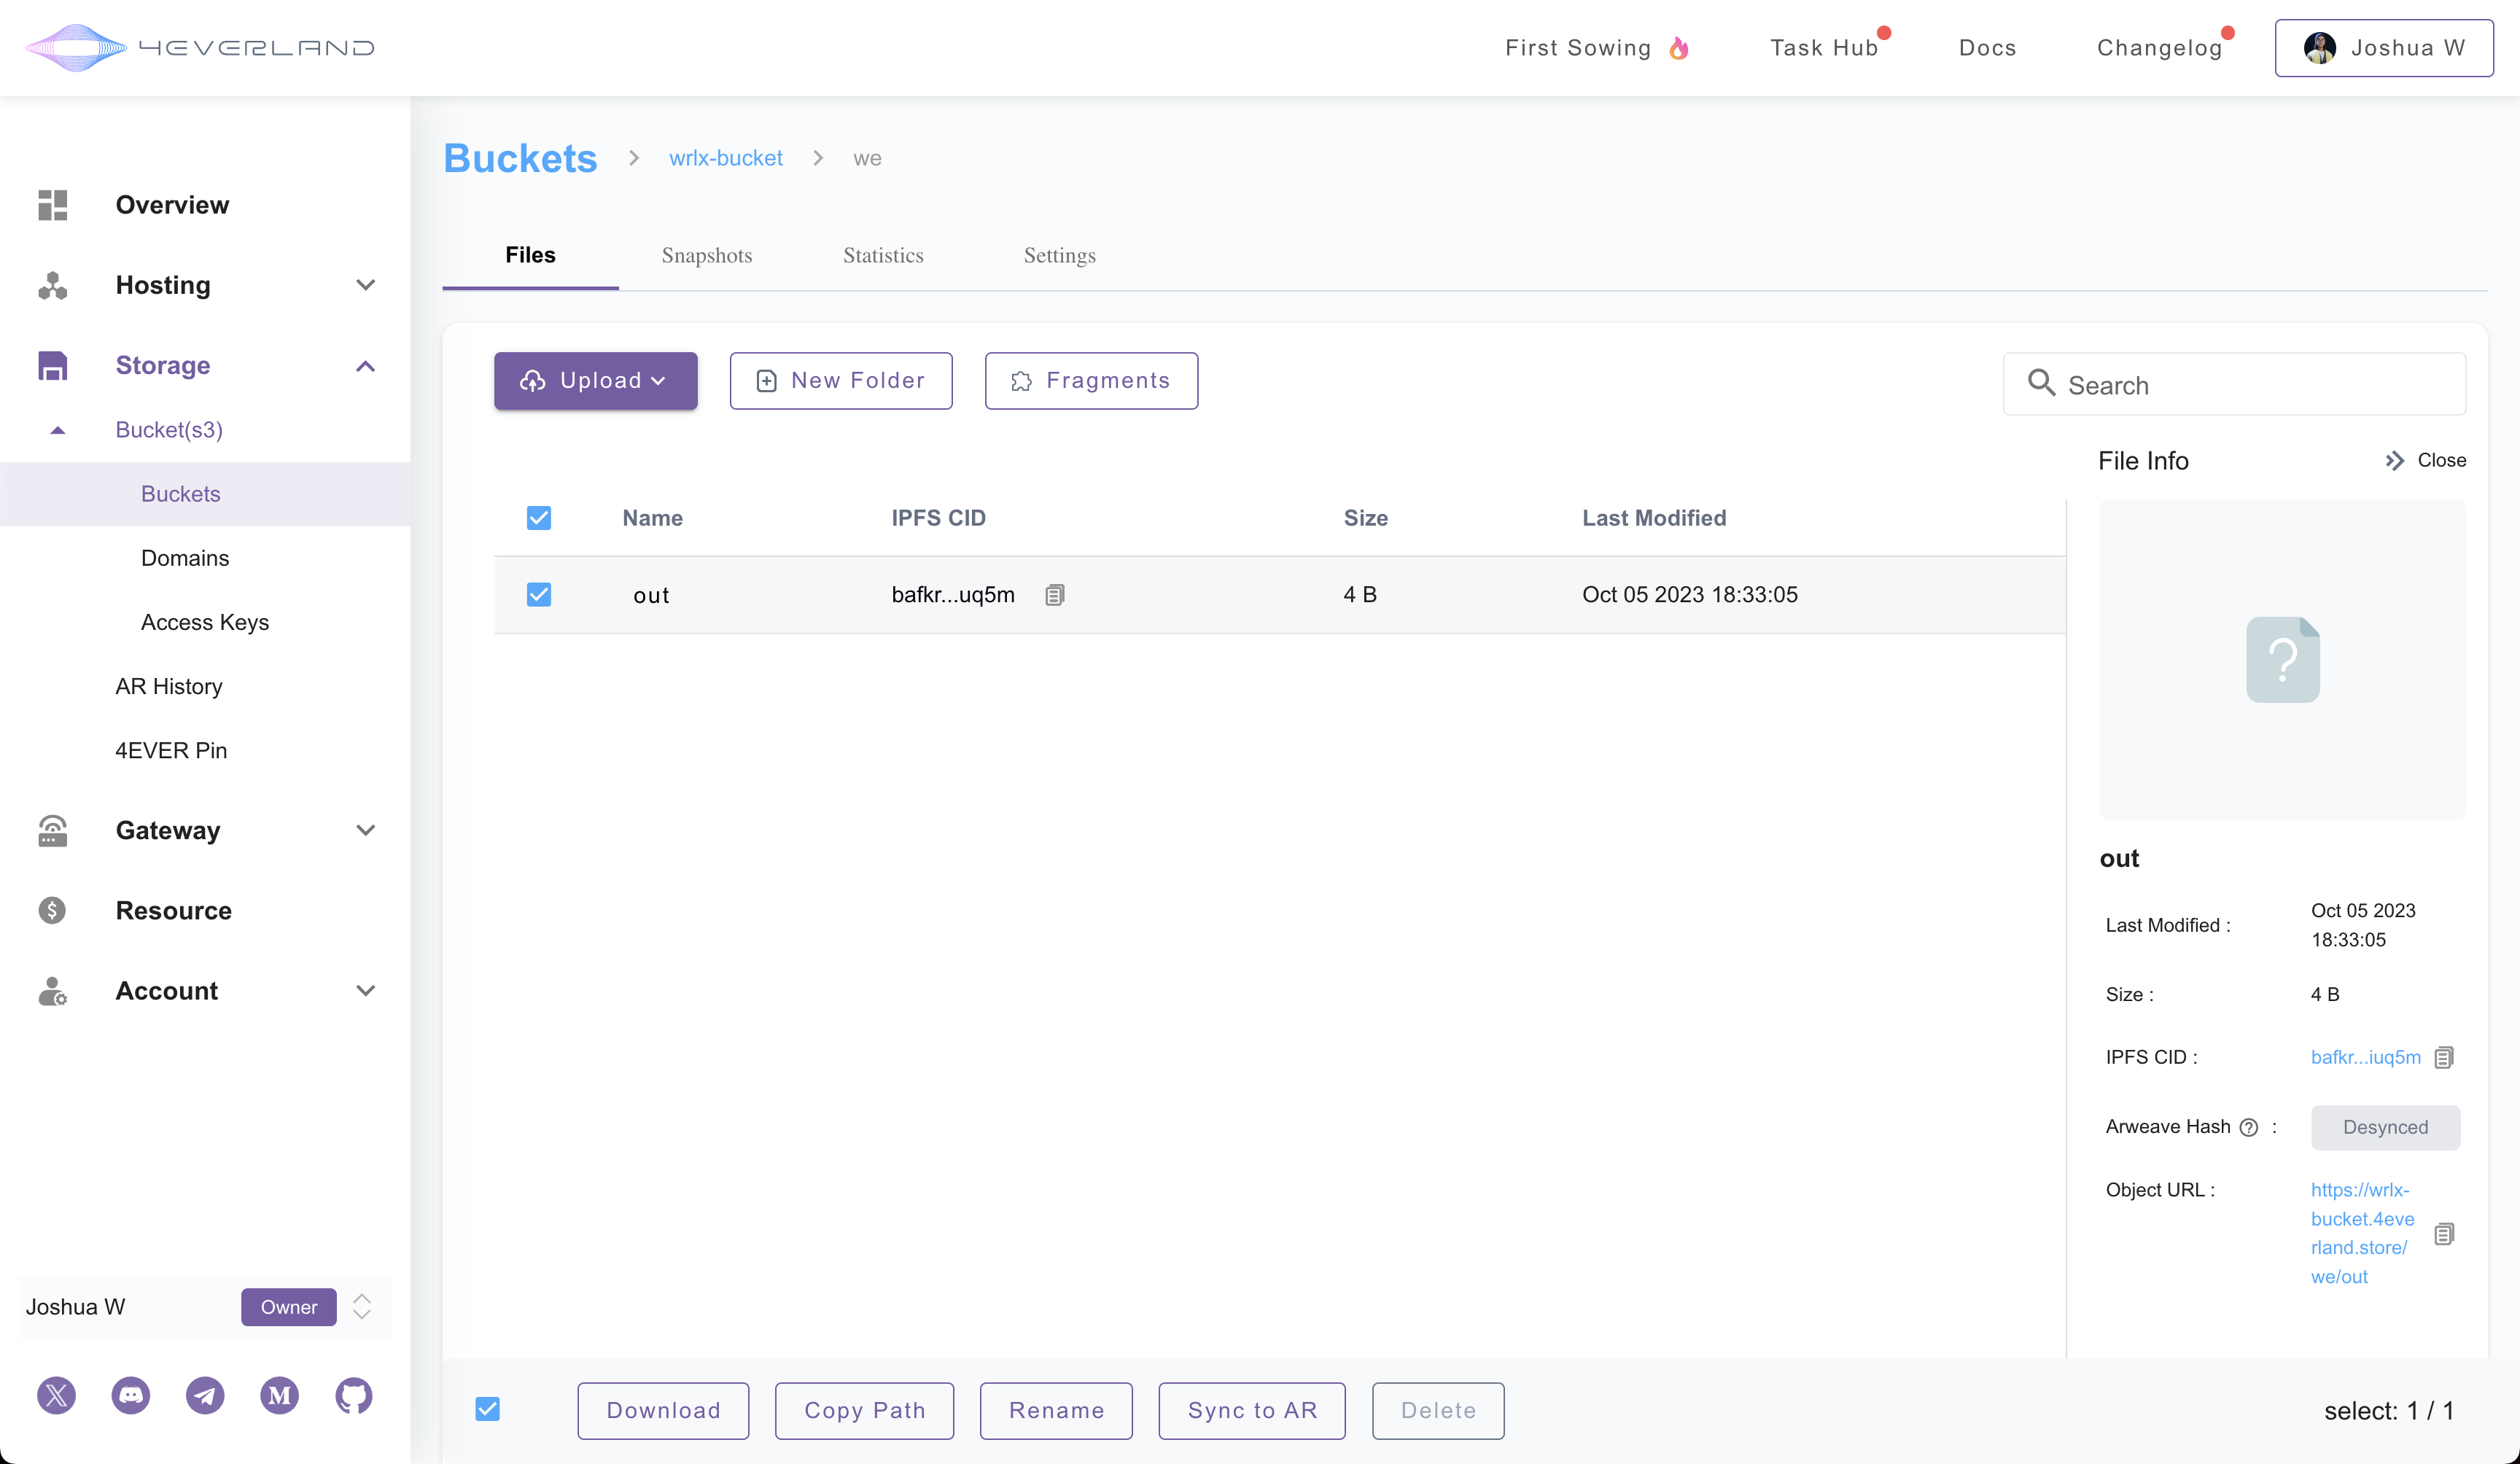 4EVERLAND
First Sowing
Task Hub
Docs
Changelog
Joshua W
Overview
Hosting
Storage
Bucket(s3)
Buckets
Domains
Access Keys
AR History
4EVER Pin
Gateway
Resource
Account
Joshua W
Owner
Buckets > wrlx-bucket > we
Files
Snapshots
Statistics
Settings
Upload
New Folder
Fragments
Search
Name
IPFS CID
Size
Last Modified
out
bafkr...uq5m
4 B
Oct 05 2023 18:33:05
File Info
Close
?
out
Last Modified :
Oct 05 2023
18:33:05
Size :
4 B
IPFS CID :
bafkr...iuq5m
Arweave Hash ? :
Desynced
Object URL :
https://wrlx-
bucket.4eve
rland.store/
we/out
Download
Copy Path
Rename
Sync to AR
Delete
select: 1 / 1